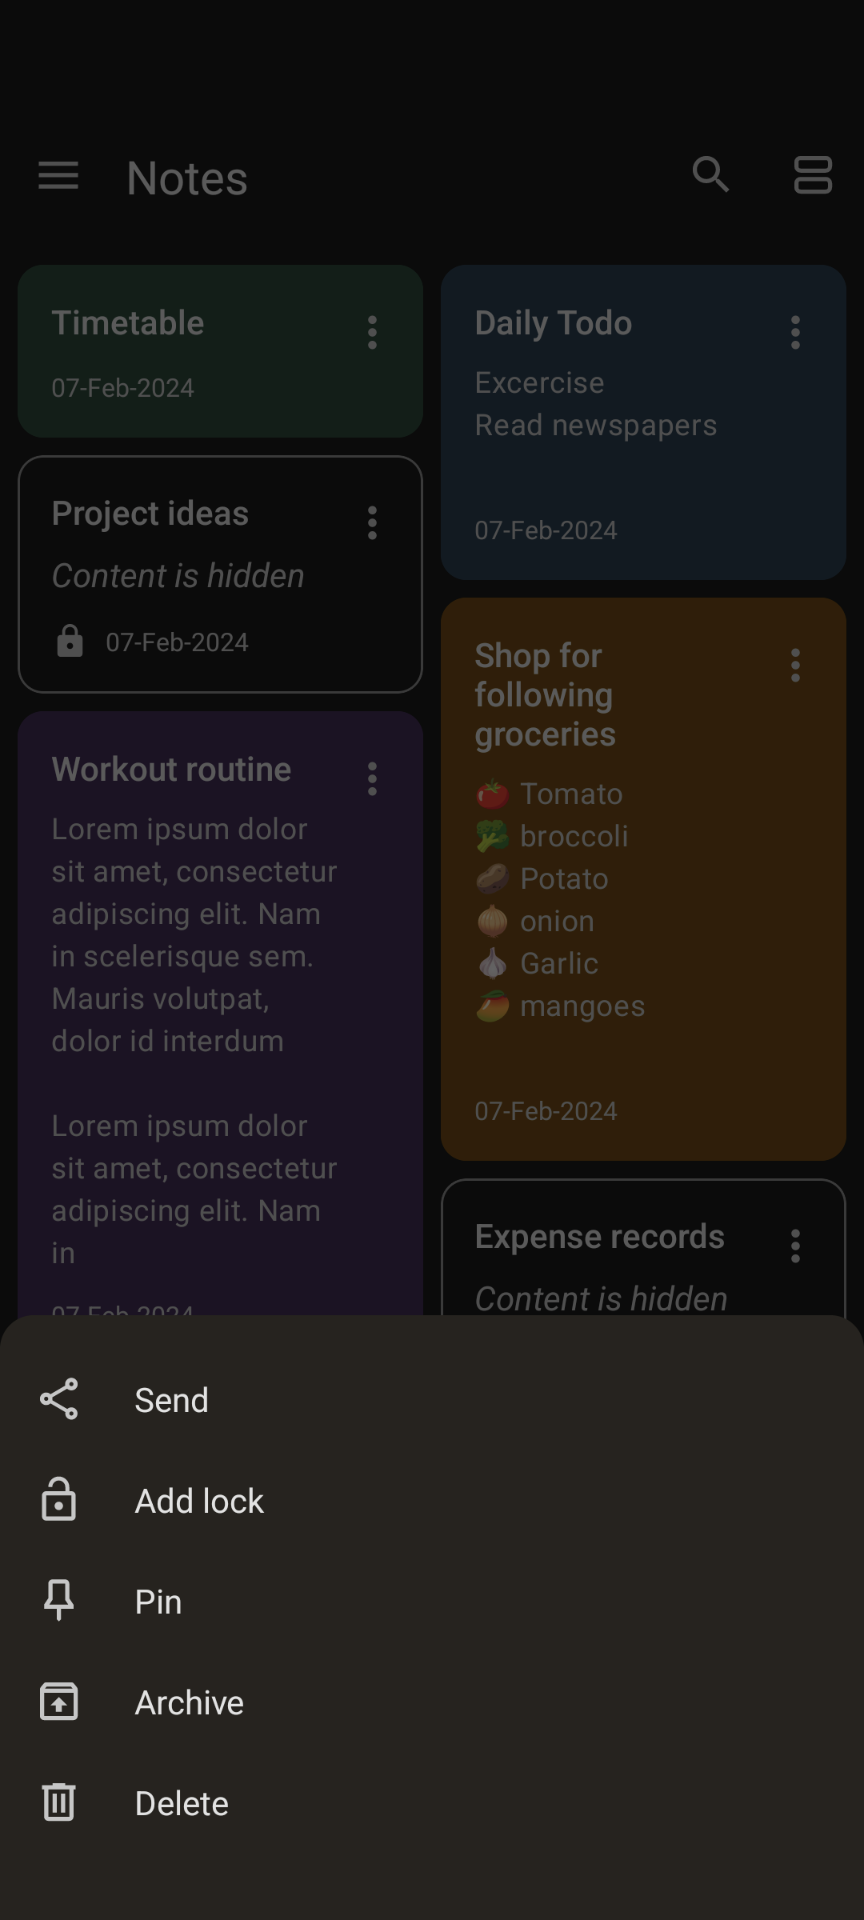 Notes
Timetable
07-Feb-2024
Project ideas
Content is hidden
07-Feb-2024
Workout routine
Lorem ipsum dolor
sit amet, consectetur
adipiscing elit. Nam
in scelerisque sem.
Mauris volutpat,
dolor id interdum
Lorem ipsum dolor
sit amet, consectetur
adipiscing elit. Nam
in
07-Feb-2024
Daily Todo
Excercise
Read newspapers
07-Feb-2024
Shop for
following
groceries
🍅 Tomato
🥦 broccoli
🥔 Potato
🧅 onion
🧄 Garlic
🥭 mangoes
07-Feb-2024
Expense records
Content is hidden
Send
Add lock
Pin
Archive
Delete